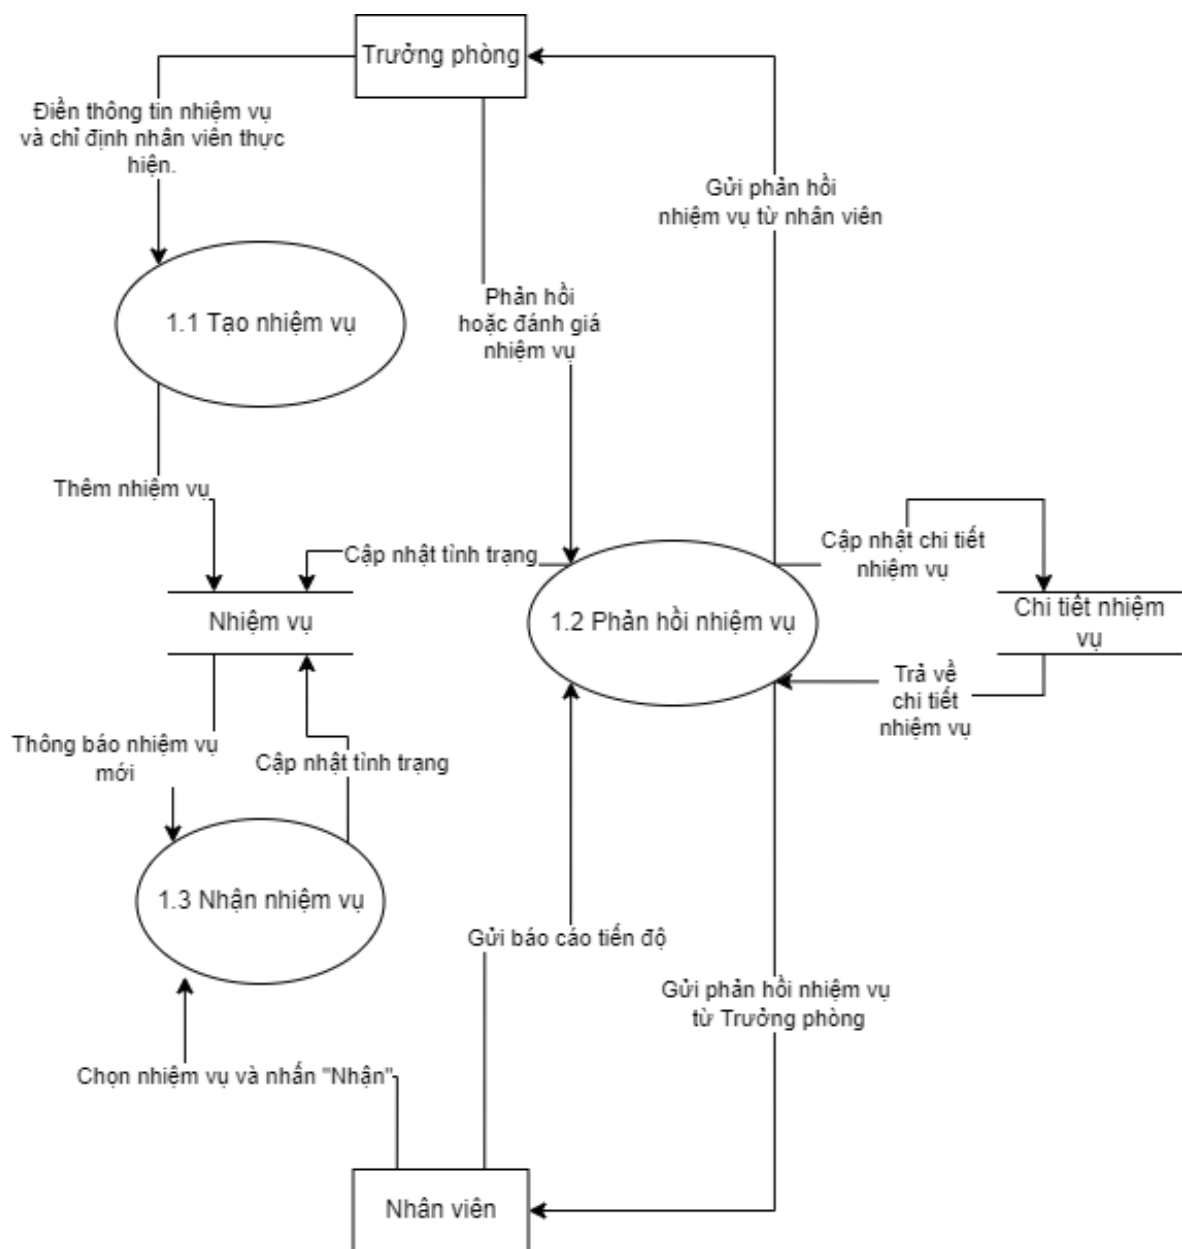 Trưởng phòng
Điền thông tin nhiệm vụ
và chỉ định nhân viên thực
hiện.
Gửi phản hồi
nhiệm vụ từ nhân viên
Phản hồi
hoặc đánh giá
nhiệm vụ
1.1 Tạo nhiệm vụ
Thêm nhiệm vụ
Cập nhật tình trạng
Cập nhật chi tiết
nhiệm vụ
Nhiệm vụ
1.2 Phản hồi nhiệm vụ
Chi tiết nhiệm
vụ
Trả về
chi tiết
nhiệm vụ
Thông báo nhiệm vụ
mới
Cập nhật tình trạng
1.3 Nhận nhiệm vụ
Gửi báo cáo tiến độ
Gửi phản hồi nhiệm vụ
từ Trưởng phòng
Chọn nhiệm vụ và nhấn "Nhận"
Nhân viên